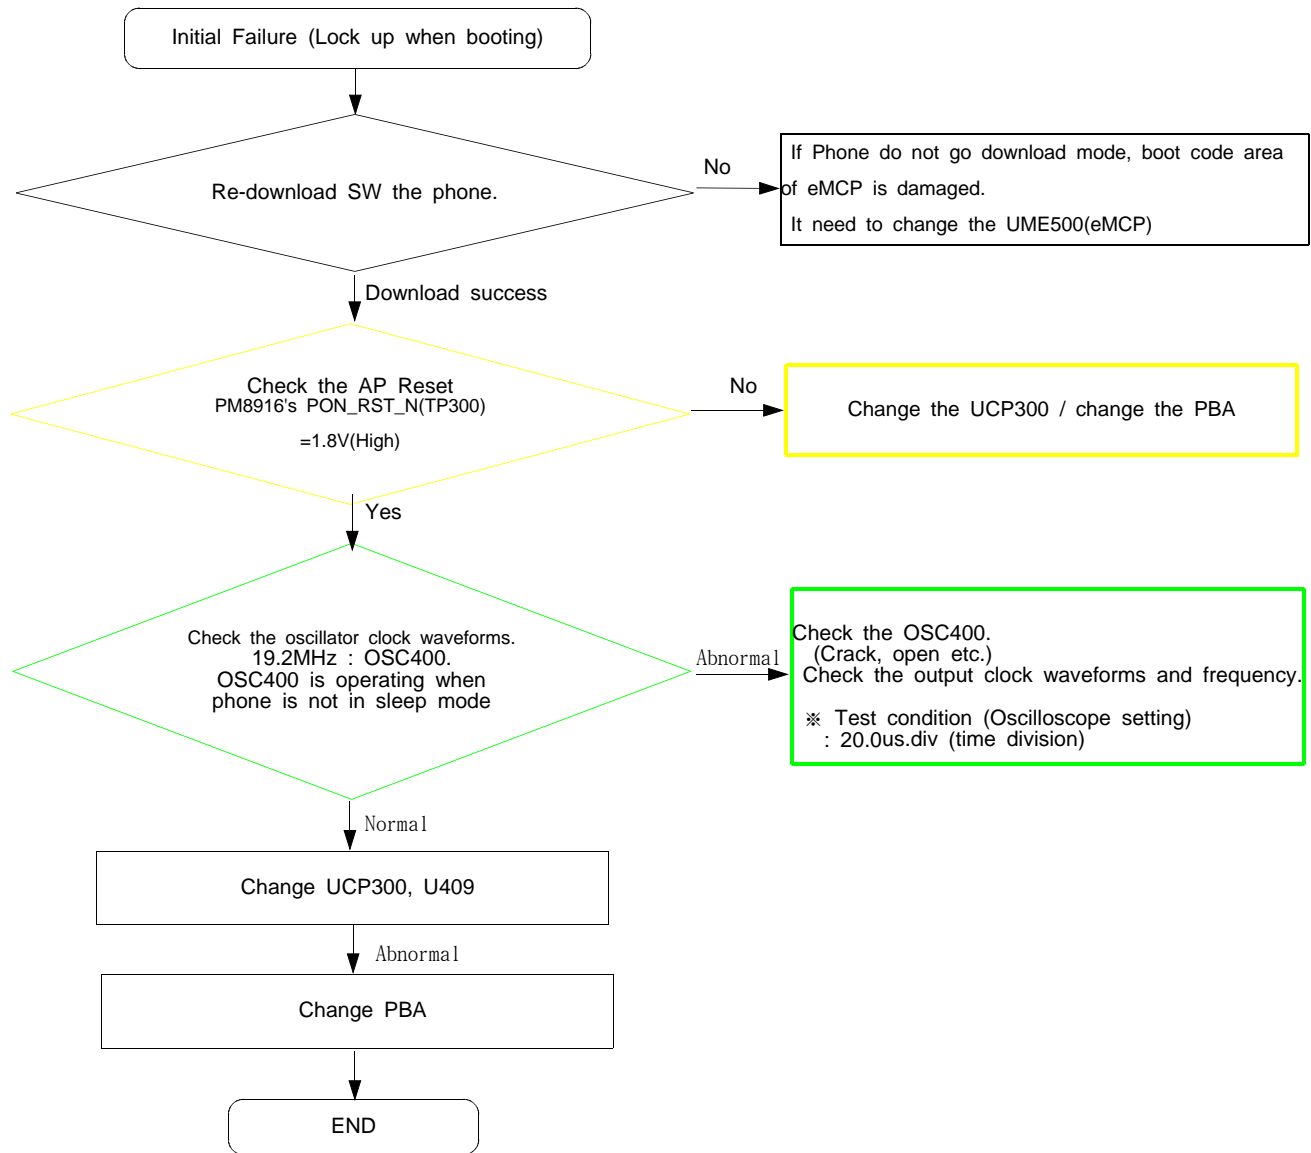 Initial Failure (Lock up when booting)
Re-download SW the phone.
No
If Phone do not go download mode, boot code area
of eMCP is damaged.
It need to change the UME500(eMCP)
Download success
Check the AP Reset
PM8916's PON_RST_N(TP300)
=1.8V(High)
No
Change the UCP300 / change the PBA
Yes
Check the oscillator clock waveforms.
19.2MHz : OSC400.
OSC400 is operating when
phone is not in sleep mode
Abnormal
Check the OSC400.
(Crack, open etc.)
Check the output clock waveforms and frequency.
※ Test condition (Oscilloscope setting)
: 20.0us.div (time division)
Normal
Change UCP300, U409
Abnormal
Change PBA
END